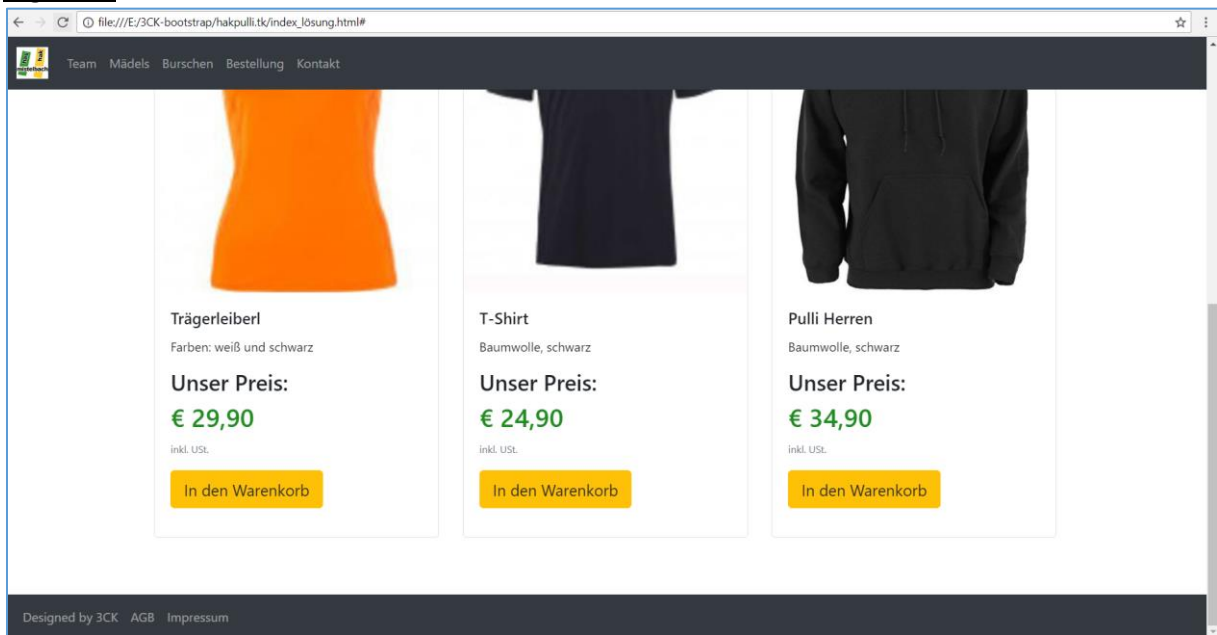 file:///E:/3CK-bootstrap/hakpulli.tk/index_lösung.html#
hak
mistelbach
Team Mädels Burschen Bestellung Kontakt
Trägerleiberl
Farben: weiß und schwarz
Unser Preis:
€ 29,90
inkl. USt.
In den Warenkorb
T-Shirt
Baumwolle, schwarz
Unser Preis:
€ 24,90
inkl. USt.
In den Warenkorb
Pulli Herren
Baumwolle, schwarz
Unser Preis:
€ 34,90
inkl. USt.
In den Warenkorb
Designed by 3CK AGB Impressum